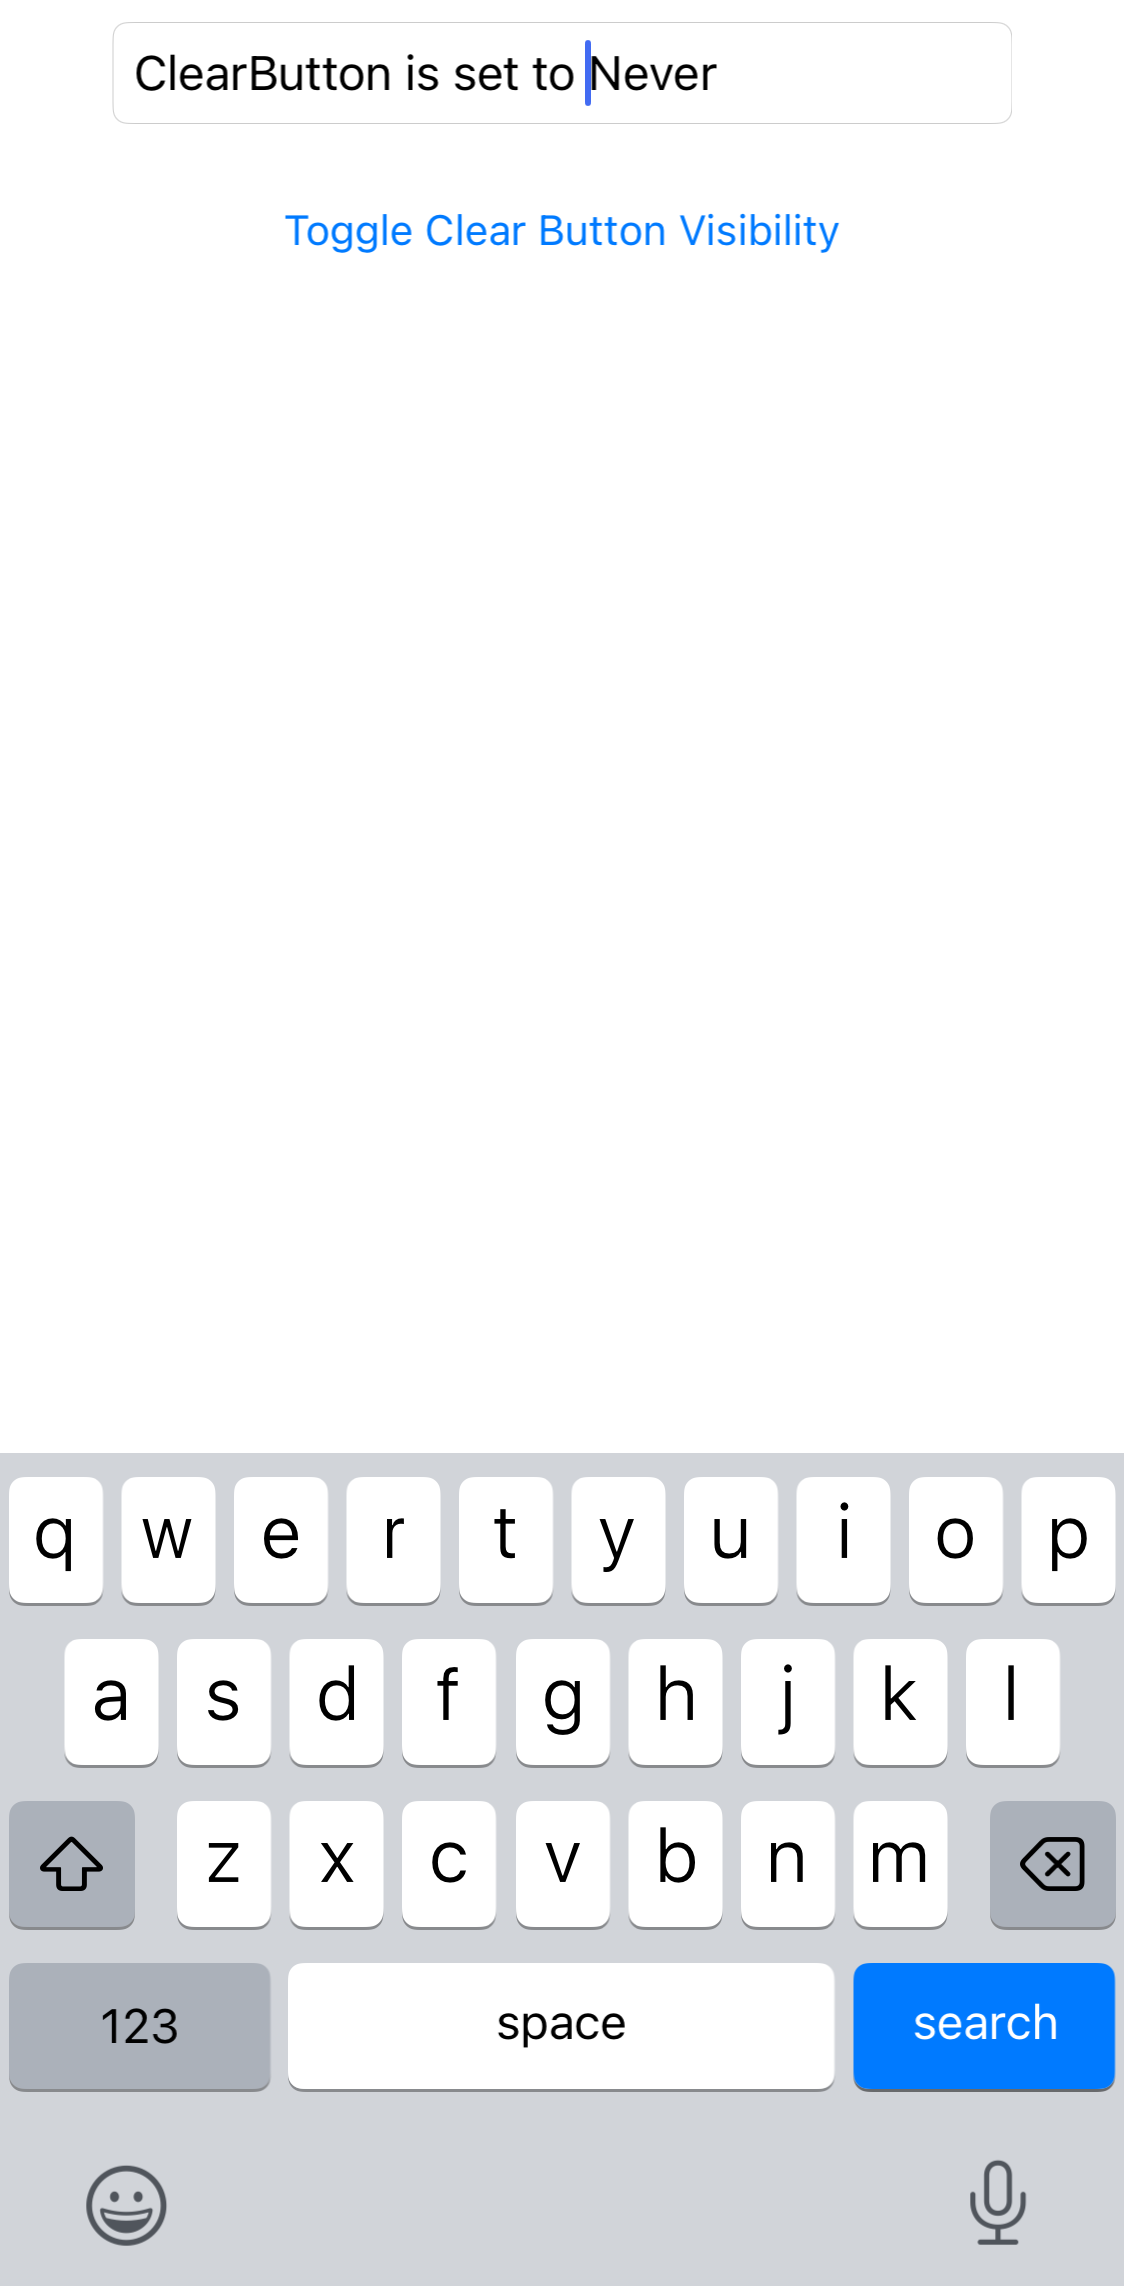 ClearButton is set to Never
Toggle Clear Button Visibility
q w e r t y u i o p
a s d f g h j k l
z x c v b n m
123 space search